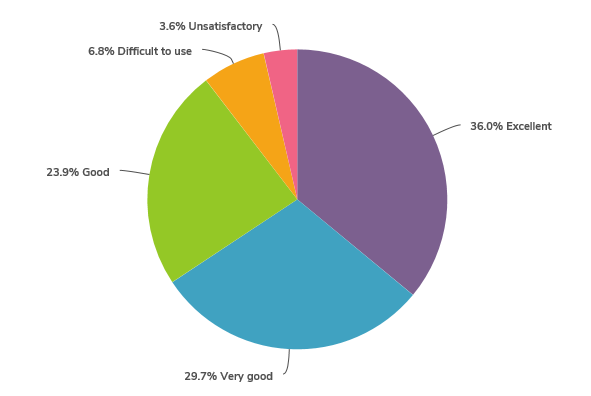 3.6% Unsatisfactory
6.8% Difficult to use
36.0% Excellent
23.9% Good
29.7% Very good